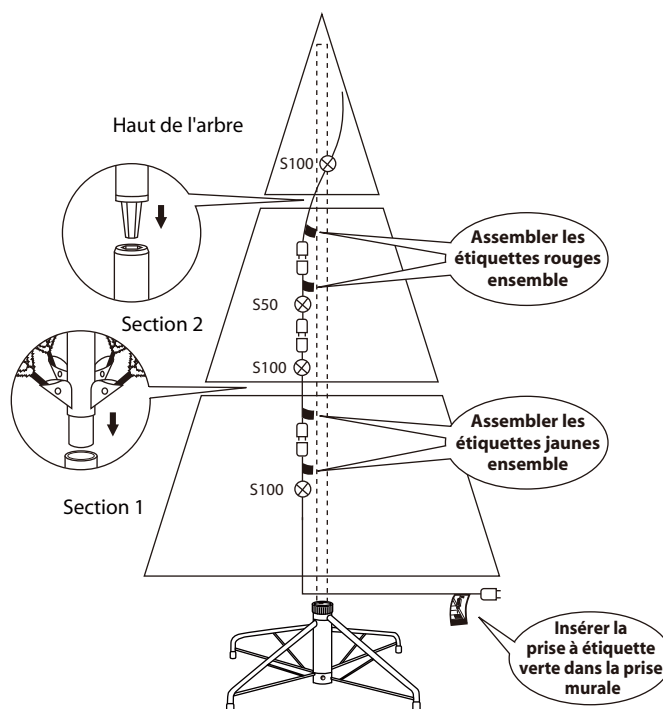 Haut de l'arbre
S100
Assembler les
étiquettes rouges
ensemble
S50
Section 2
S100
Assembler les
étiquettes jaunes
ensemble
S100
Section 1
Insérer la
prise à étiquette
verte dans la prise
murale